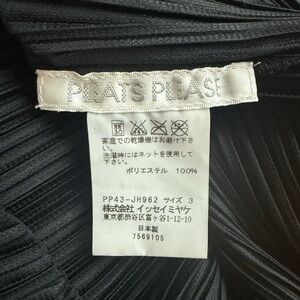 PLEATS PLEASE
家庭での乾燥機はお避け下さい。
洗濯時にはネットを使用して下さい。
ポリエステル 100%
PP43-JH962 サイズ 3
株式会社 イッセイミヤケ
東京都渋谷区富ヶ谷1-12-10
日本製
7569105